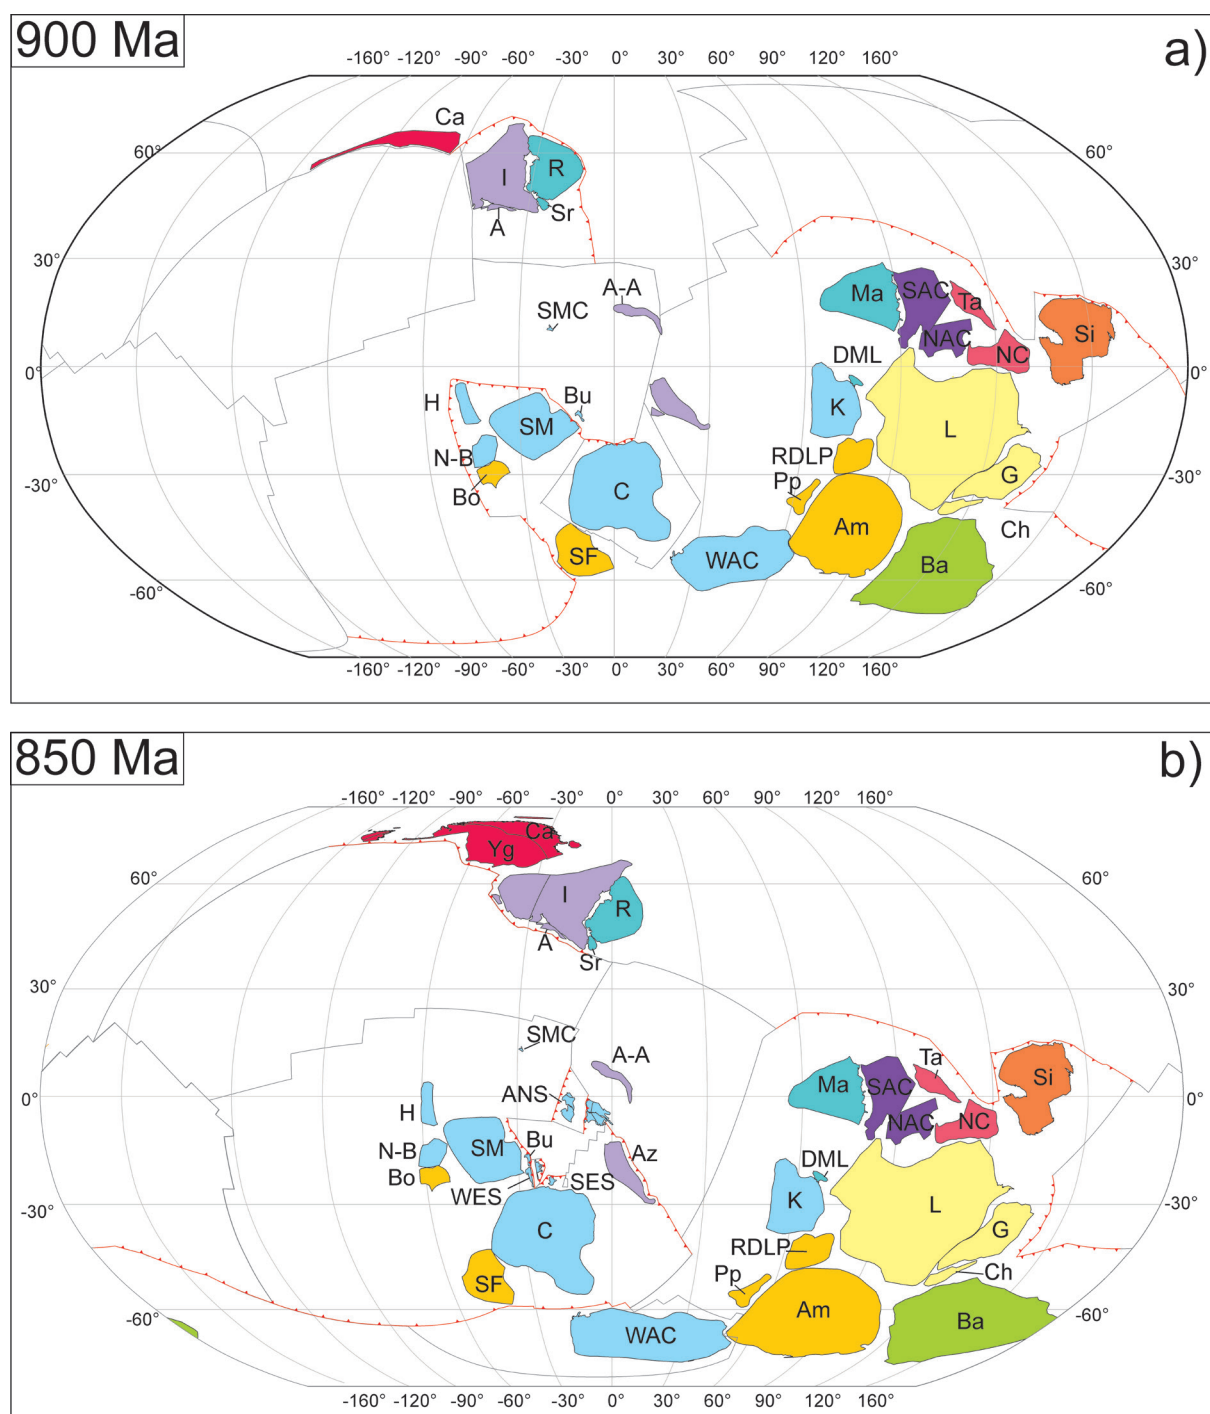 900 Ma
a)
-160° -120° -90° -60° -30° 0° 30° 60° 90° 120° 160°
Ca
60°
60°
I
R
A
Sr
30°
30°
A-A
SMC
Ma
SAC
Ta
Si
NAC
NC
DML
0°
0°
H
Bu
SM
K
L
N-B
RDLP
G
Bo
Pp
-30°
-30°
C
Am
Ch
SF
WAC
Ba
-60°
-60°
-160° -120° -90° -60° -30° 0° 30° 60° 90° 120° 160°
850 Ma
b)
-160° -120° -90° -60° -30° 0° 30° 60° 90° 120° 160°
Ca
Yg
60°
60°
I
R
A
Sr
30°
30°
SMC
A-A
Ta
Ma
SAC
Si
ANS
0°
0°
H
NAC
NC
N-B
SM
Bu
Az
Bo
DML
WES
SES
K
L
-30°
-30°
C
G
RDLP
Pp
Ch
SF
Am
Ba
-60°
-60°
WAC
-160° -120° -90° -60° -30° 0° 30° 60° 90° 120° 160°